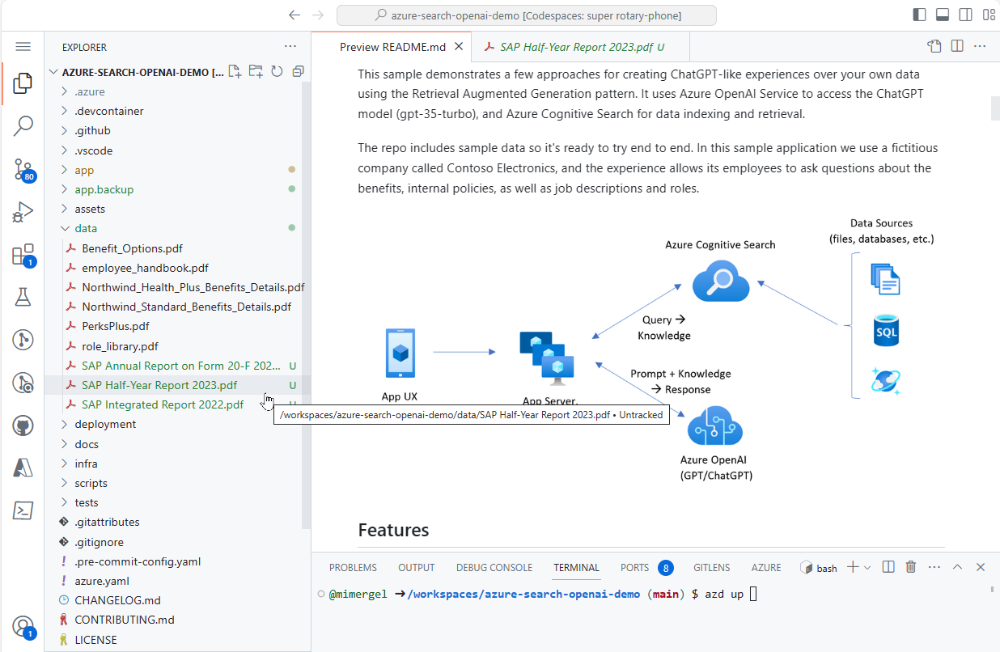 azure-search-openai-demo [Codespaces: super rotary-phone]
EXPLORER
AZURE-SEARCH-OPENAI-DEMO [...
.azure
.devcontainer
.github
.vscode
app
app.backup
assets
data
Benefit_Options.pdf
employee_handbook.pdf
Northwind_Health_Plus_Benefits_Details.pdf
Northwind_Standard_Benefits_Details.pdf
PerksPlus.pdf
role_library.pdf
SAP Annual Report on Form 20-F 202... U
SAP Half-Year Report 2023.pdf U
SAP Integrated Report 2022.pdf U
deployment
docs
infra
scripts
tests
.gitattributes
.gitignore
.pre-commit-config.yaml
azure.yaml
CHANGELOG.md
CONTRIBUTING.md
LICENSE
80
1
1
Preview README.md
SAP Half-Year Report 2023.pdf U
This sample demonstrates a few approaches for creating ChatGPT-like experiences over your own data
using the Retrieval Augmented Generation pattern. It uses Azure OpenAI Service to access the ChatGPT
model (gpt-35-turbo), and Azure Cognitive Search for data indexing and retrieval.
The repo includes sample data so it's ready to try end to end. In this sample application we use a fictitious
company called Contoso Electronics, and the experience allows its employees to ask questions about the
benefits, internal policies, as well as job descriptions and roles.
Data Sources
(files, databases, etc.)
Azure Cognitive Search
Query →
Knowledge
SQL
Prompt + Knowledge
→ Response
App UX
App Server,
/workspaces/azure-search-openai-demo/data/SAP Half-Year Report 2023.pdf • Untracked
Azure OpenAI
(GPT/ChatGPT)
Features
PROBLEMS OUTPUT DEBUG CONSOLE TERMINAL PORTS 8 GITLENS AZURE bash
@mimergel →/workspaces/azure-search-openai-demo (main) $ azd up